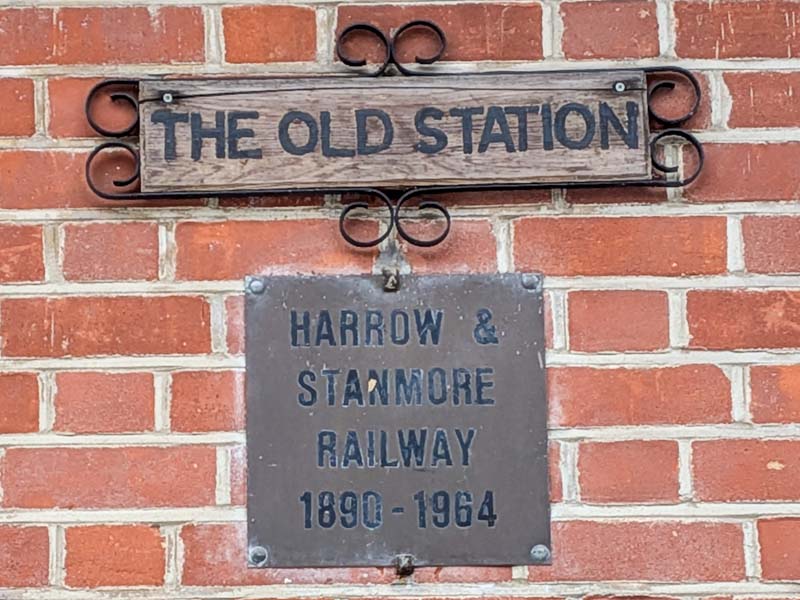 THE OLD STATION
HARROW &
STANMORE
RAILWAY
1890-1964